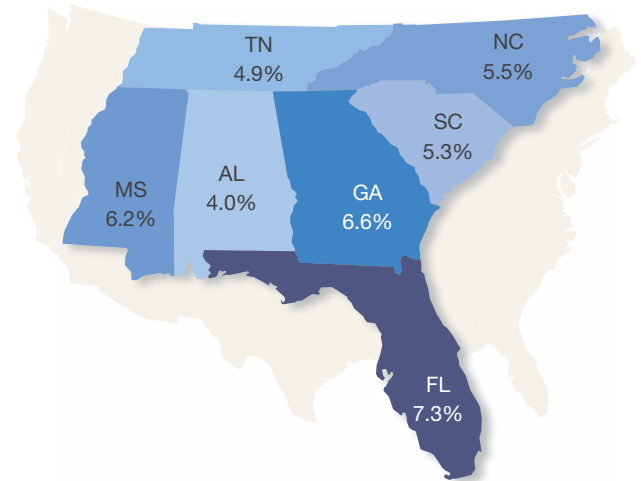 TN
4.9%
NC
5.5%
SC
5.3%
MS
6.2%
AL
4.0%
GA
6.6%
FL
7.3%